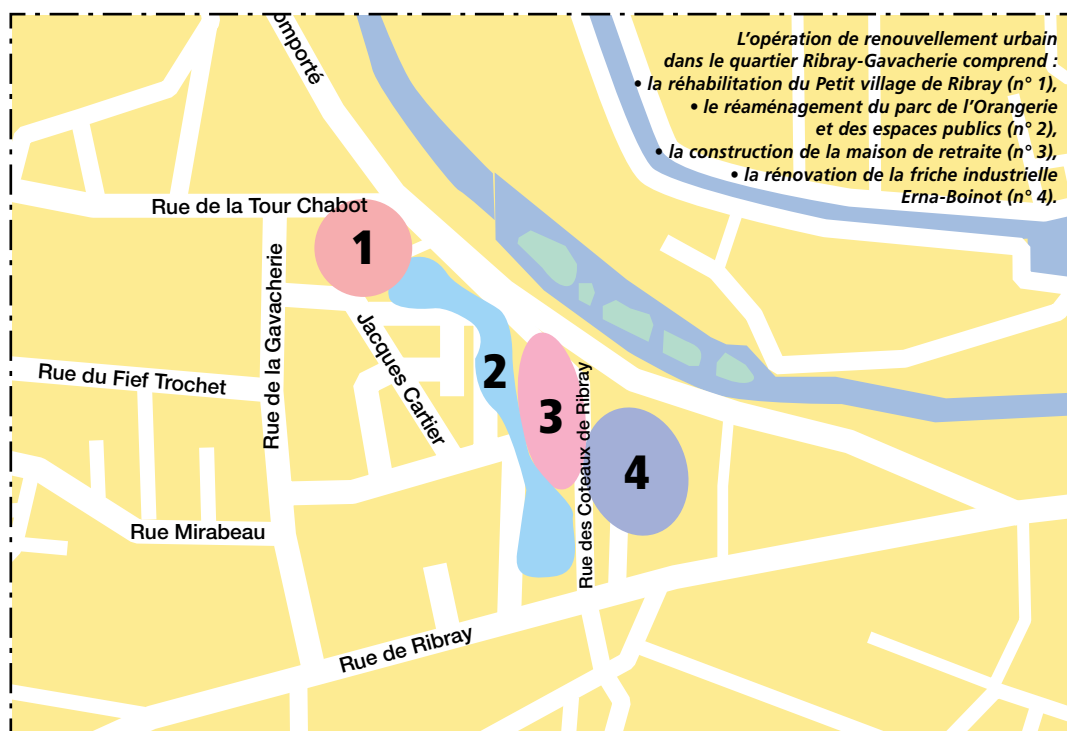 L'opération de renouvellement urbain
dans le quartier Ribray-Gavacherie comprend :
• la réhabilitation du Petit village de Ribray (n° 1),
• le réaménagement du parc de l'Orangerie
et des espaces publics (n° 2),
• la construction de la maison de retraite (n° 3),
• la rénovation de la friche industrielle
Erna-Boinot (n° 4).
omporté
Rue de la Tour Chabot
1
Rue de la Gavacherie
Jacques Cartier
2
3
Rue des Coteaux de Ribray
4
Rue du Fief Trochet
Rue Mirabeau
Rue de Ribray